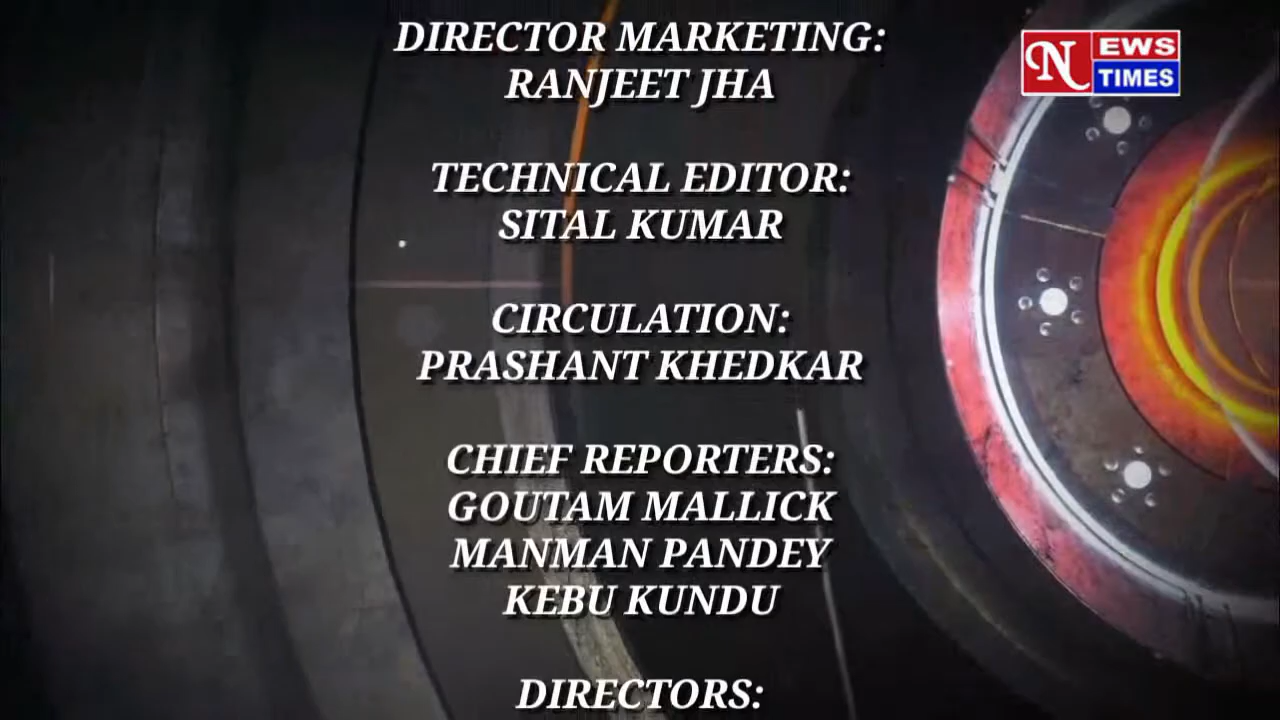 DIRECTOR MARKETING:
RANJEET JHA
NEWS
TIMES
TECHNICAL EDITOR:
SITAL KUMAR
CIRCULATION:
PRASHANT KHEDKAR
CHIEF REPORTERS:
GOUTAM MALLICK
MANMAN PANDEY
KEBU KUNDU
DIRECTORS: